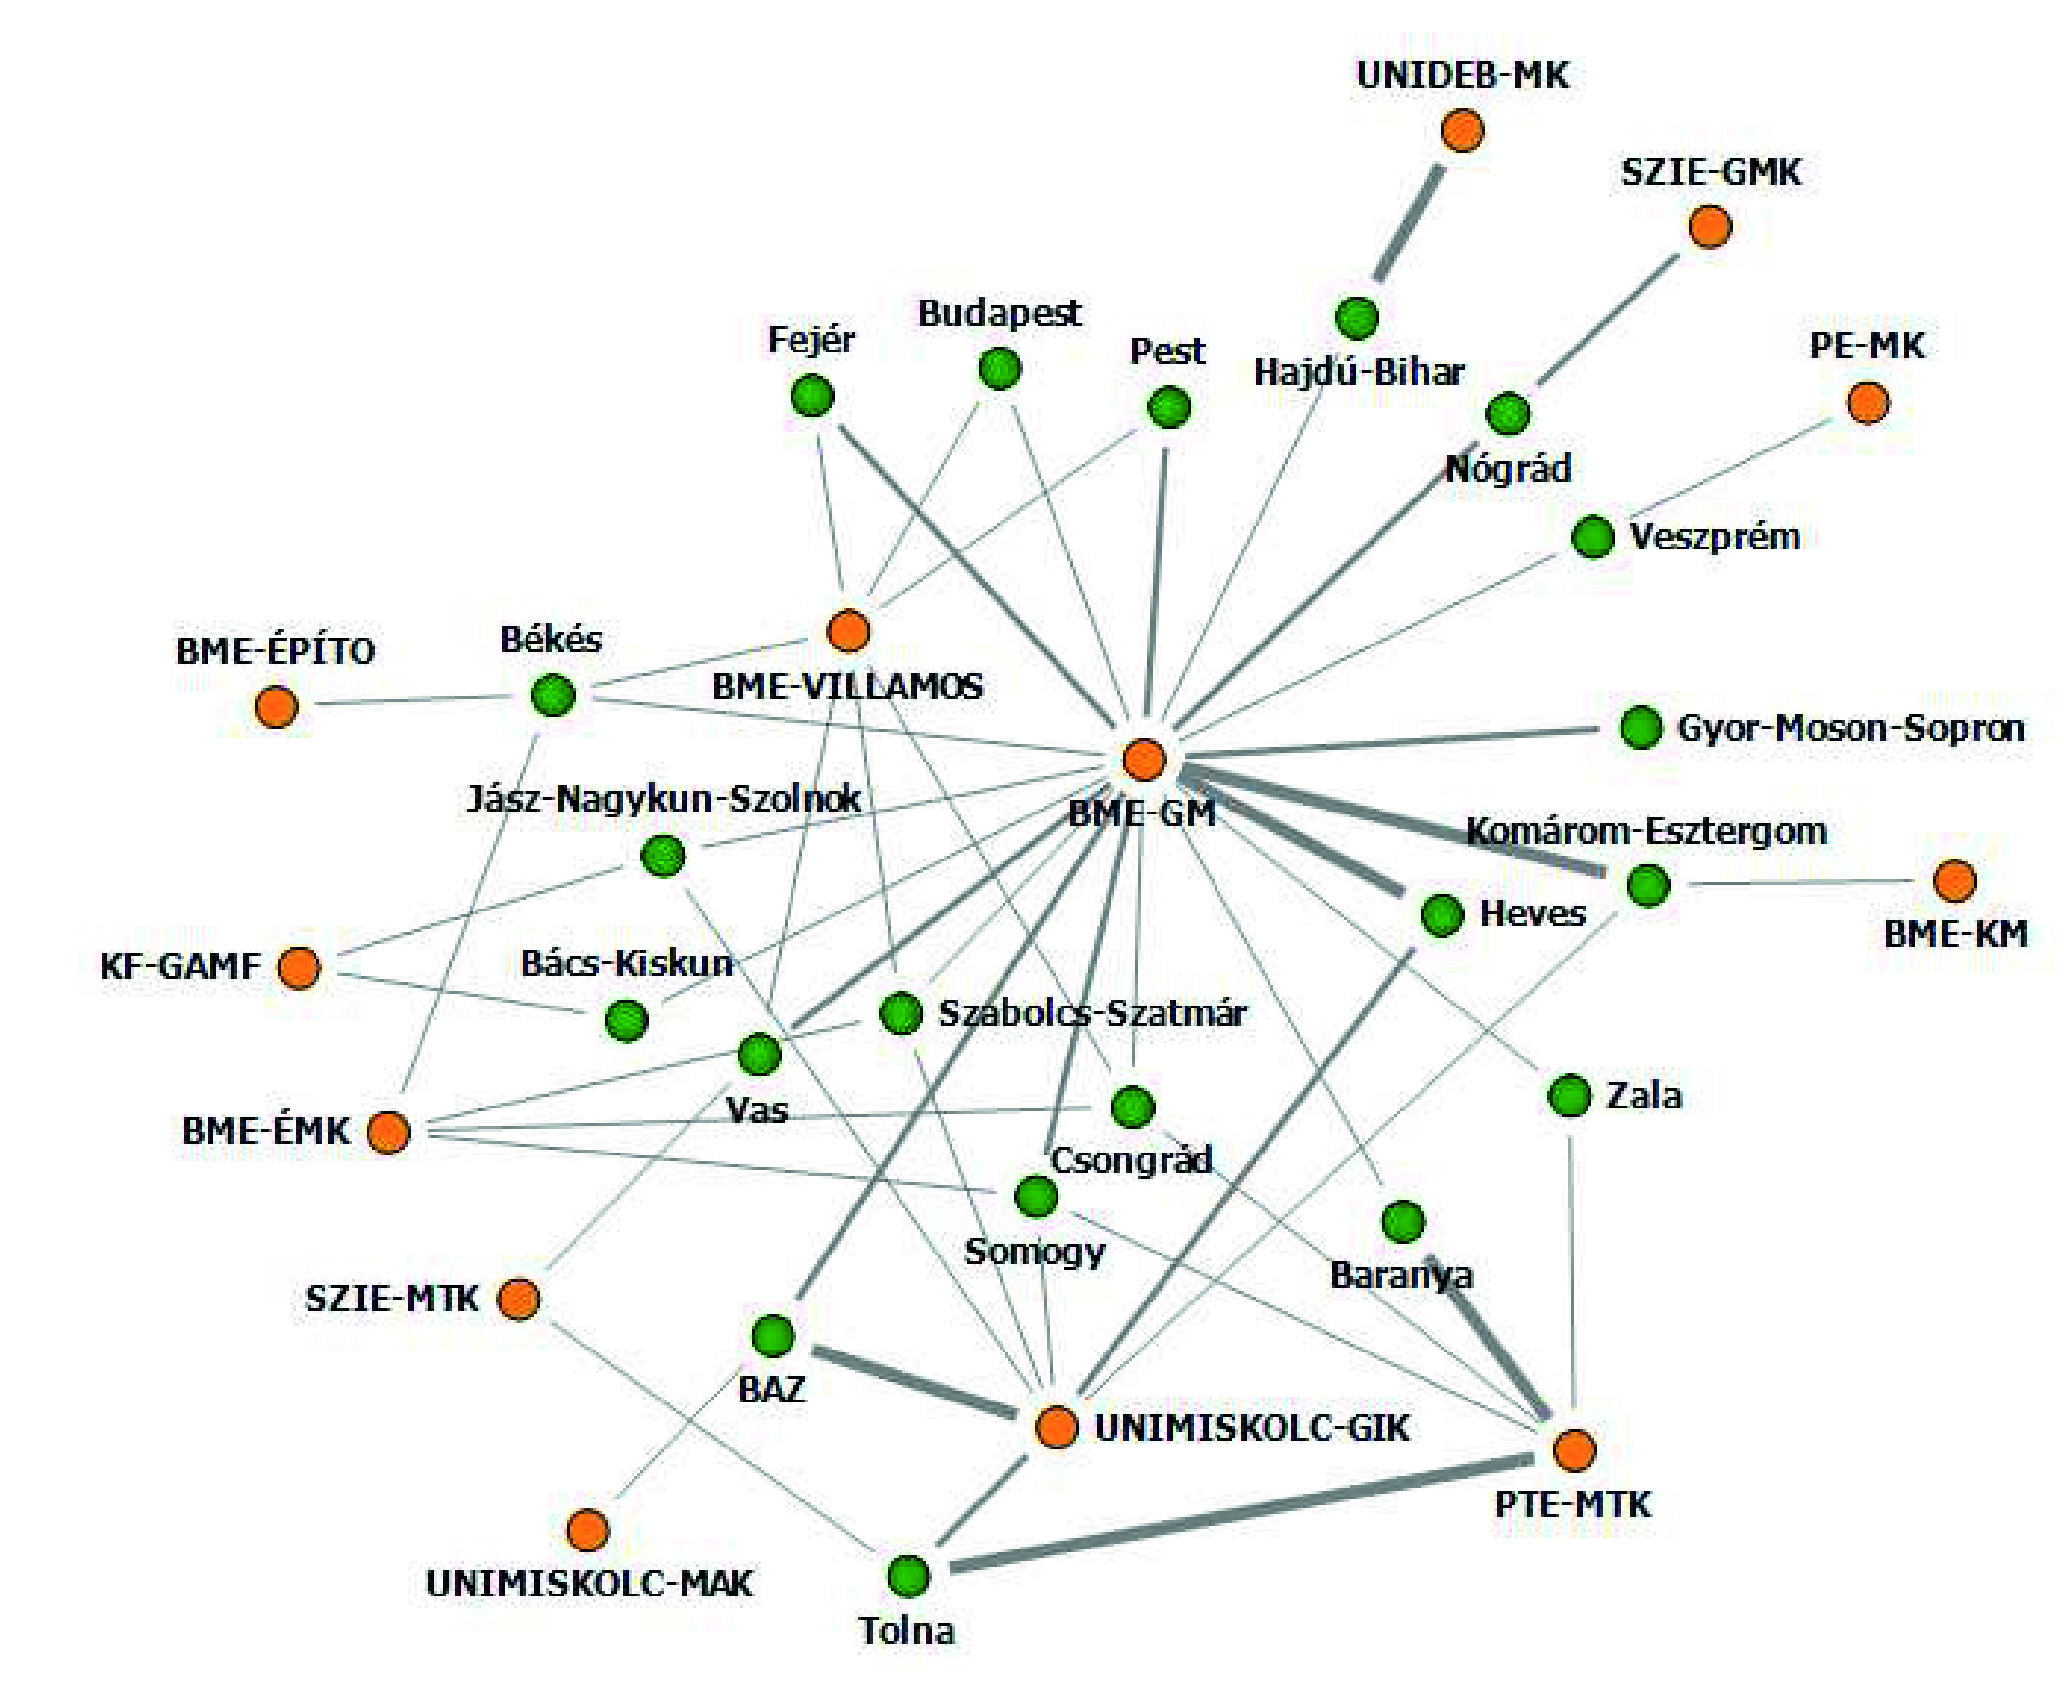 UNIDEB-MK
SZIE-GMK
Budapest
Fejér
Pest
PE-MK
Hajdú-Bihar
Nógrád
Veszprém
Békés
BME-ÉPÍTO
BME-VILLAMOS
Gyor-Moson-Sopron
Jász-Nagykun-Szolnok
BME-GM
Komárom-Esztergom
Heves
BME-KM
KF-GAMF
Bács-Kiskun
Szabolcs-Szatmár
Zala
Vas
BME-ÉMK
Csongrád
Somogy
Baranya
SZIE-MTK
BAZ
UNIMISKOLC-GIK
PTE-MTK
UNIMISKOLC-MAK
Tolna